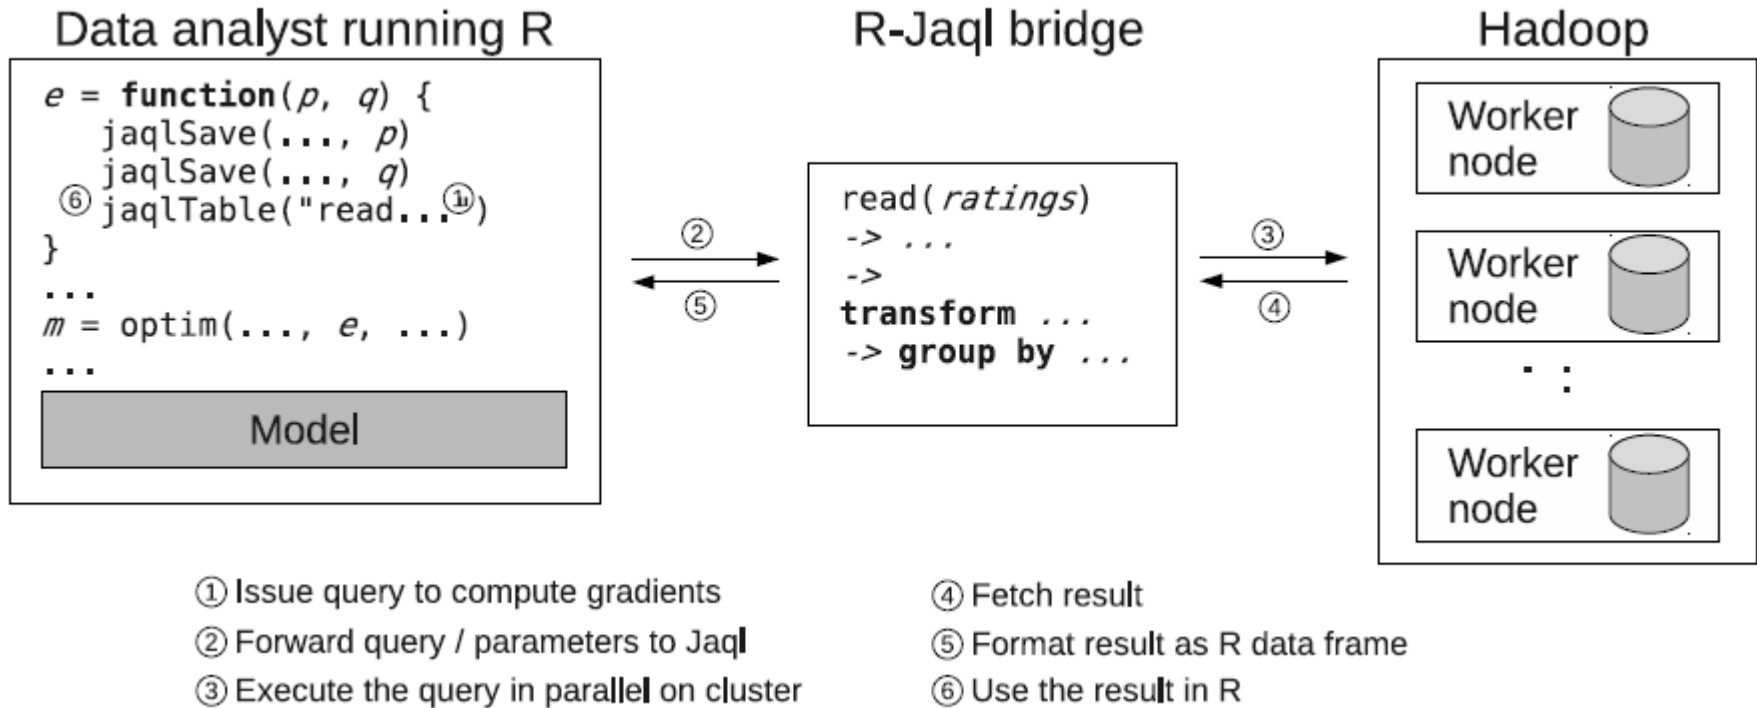 Data analyst running R
e = function(p, q) {
jaqlSave(..., p)
jaqlSave(..., q)
⑥ jaqlTable("read...①")
}
...
m = optim(..., e, ...)
...
Model
②
⑤
R-Jaql bridge
read(ratings)
-> ...
->
transform ...
-> group by ...
③
④
Hadoop
Worker
node
Worker
node
Worker
node
① Issue query to compute gradients
② Forward query / parameters to Jaql
③ Execute the query in parallel on cluster
④ Fetch result
⑤ Format result as R data frame
⑥ Use the result in R